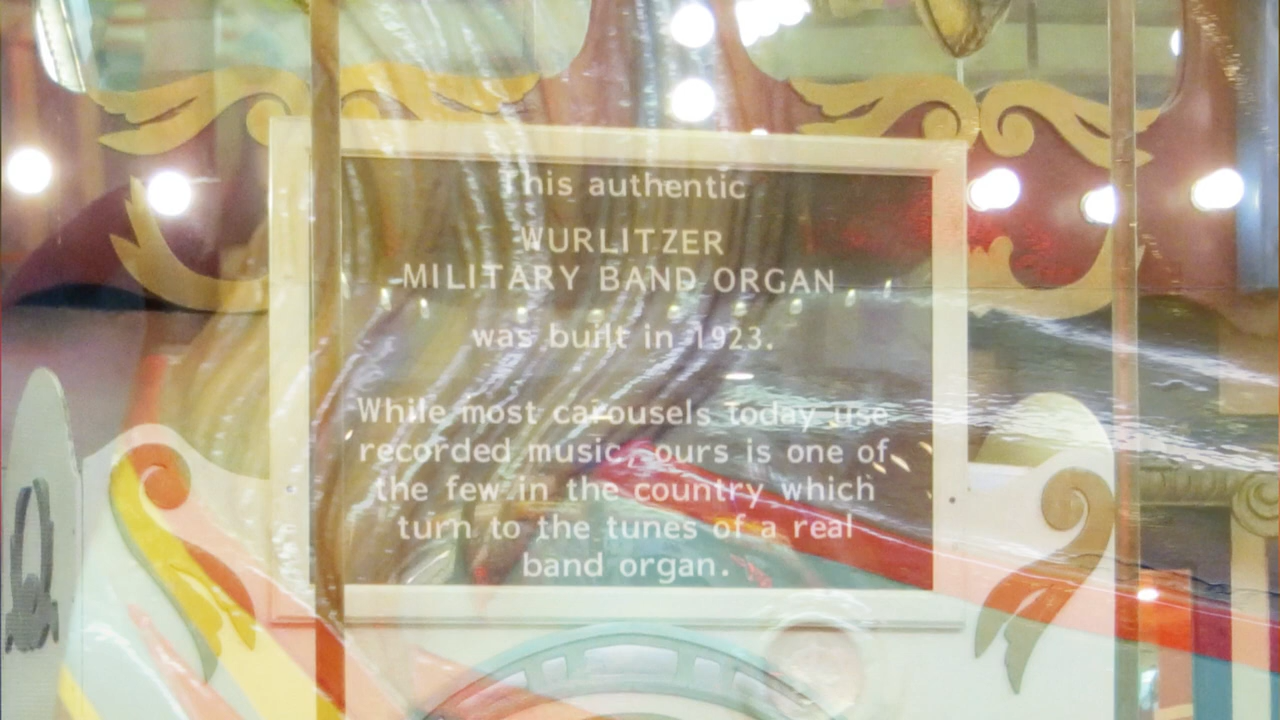 This authentic
WURLITZER
MILITARY BAND ORGAN
was built in 1923.
While most carousels today use
recorded music, ours is one of
the few in the country which
turn to the tunes of a real
band organ.